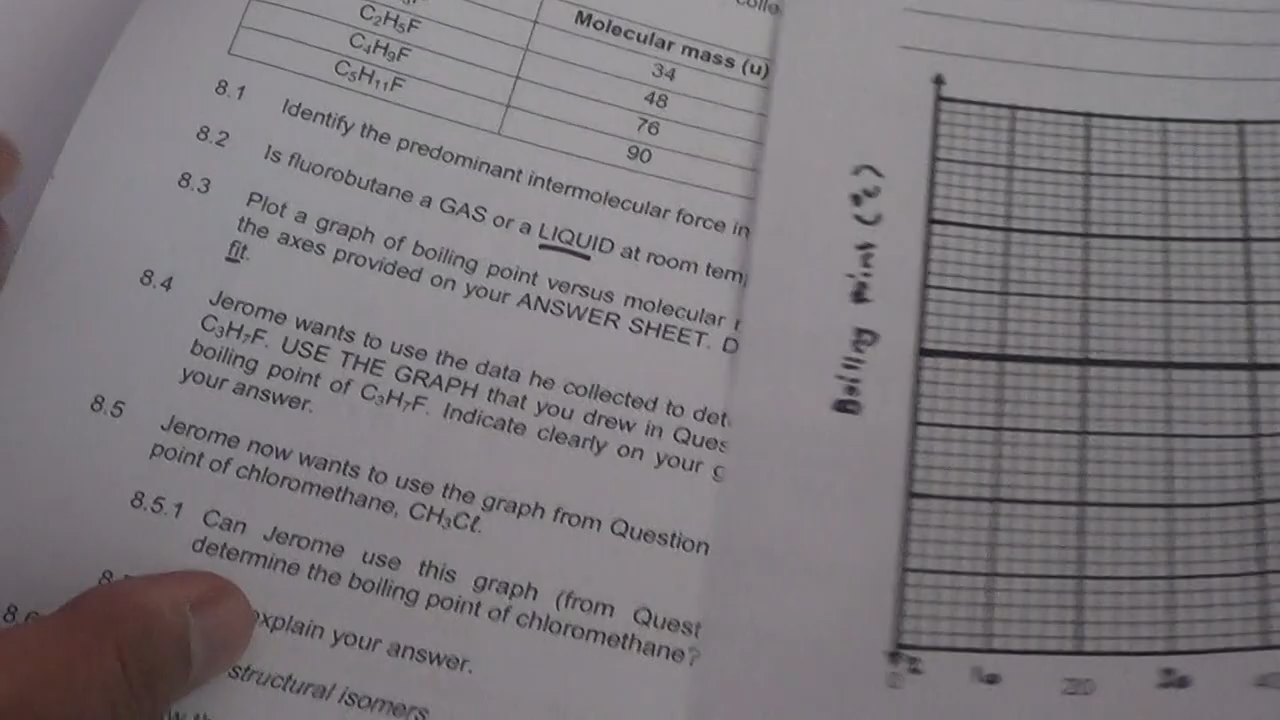 colle
Molecular mass (u)
34
C₂H₅F
48
C₄H₉F
76
C₅H₁₁F
90
8.1 Identify the predominant intermolecular force in
8.2 Is fluorobutane a GAS or a LIQUID at room tem
8.3 Plot a graph of boiling point versus molecular
the axes provided on your ANSWER SHEET. D
fit.
8.4 Jerome wants to use the data he collected to det
C₃H₇F. USE THE GRAPH that you drew in Ques
boiling point of C₃H₇F. Indicate clearly on your g
your answer.
8.5 Jerome now wants to use the graph from Question
point of chloromethane, CH₃Cℓ.
8.5.1 Can Jerome use this graph (from Quest
determine the boiling point of chloromethane?
xplain your answer.
structural isomers
Boiling point (°C)
0 10 20 30 40